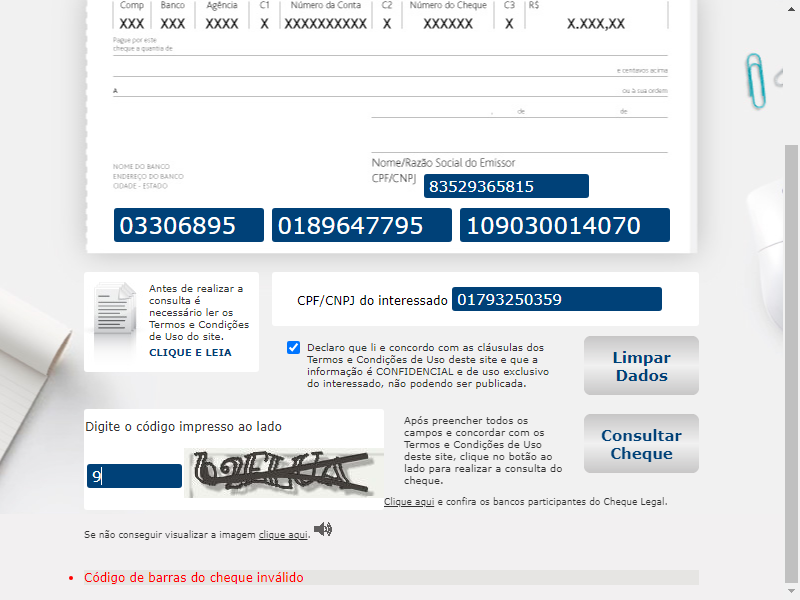 Comp Banco Agência C1 Número da Conta C2 Número do Cheque C3 R$
XXX XXX XXXX X XXXXXXXXXX X XXXXXX X X.XXX,XX
Pague por este
cheque a quantia de
e centavos acima
A ou à sua ordem
, de de
Nome/Razão Social do Emissor
NOME DO BANCO
ENDEREÇO DO BANCO
CIDADE - ESTADO
CPF/CNPJ 83529365815
03306895 0189647795 109030014070
Antes de realizar a
consulta é
necessário ler os
Termos e Condições
de Uso do site.
CLIQUE E LEIA
CPF/CNPJ do interessado 01793250359
Declaro que li e concordo com as cláusulas dos
Termos e Condições de Uso deste site e que a
informação é CONFIDENCIAL e de uso exclusivo
do interessado, não podendo ser publicada.
Limpar
Dados
Digite o código impresso ao lado
9
Após preencher todos os
campos e concordar com os
Termos e Condições de Uso
deste site, clique no botão ao
lado para realizar a consulta do
cheque.
Consultar
Cheque
Clique aqui e confira os bancos participantes do Cheque Legal.
Se não conseguir visualizar a imagem clique aqui.
Código de barras do cheque inválido